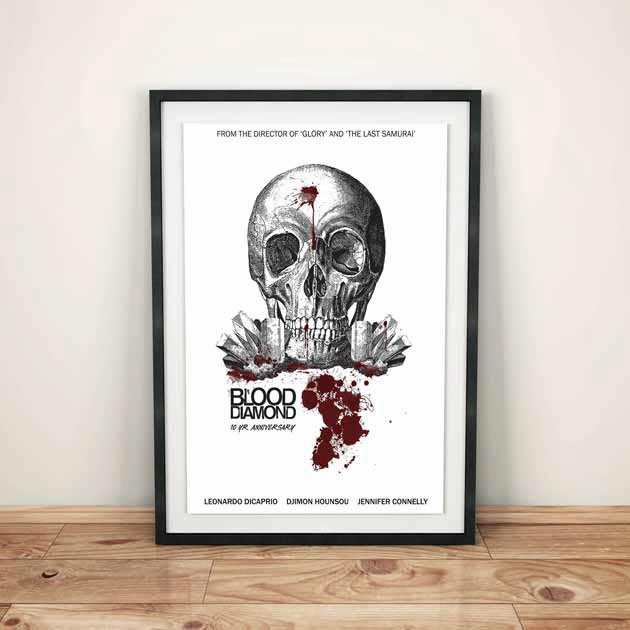 FROM THE DIRECTOR OF 'GLORY' AND 'THE LAST SAMURAI'
BLOOD
DIAMOND
10 YR. ANNIVERSARY
LEONARDO DICAPRIO DJIMON HOUNSOU JENNIFER CONNELLY